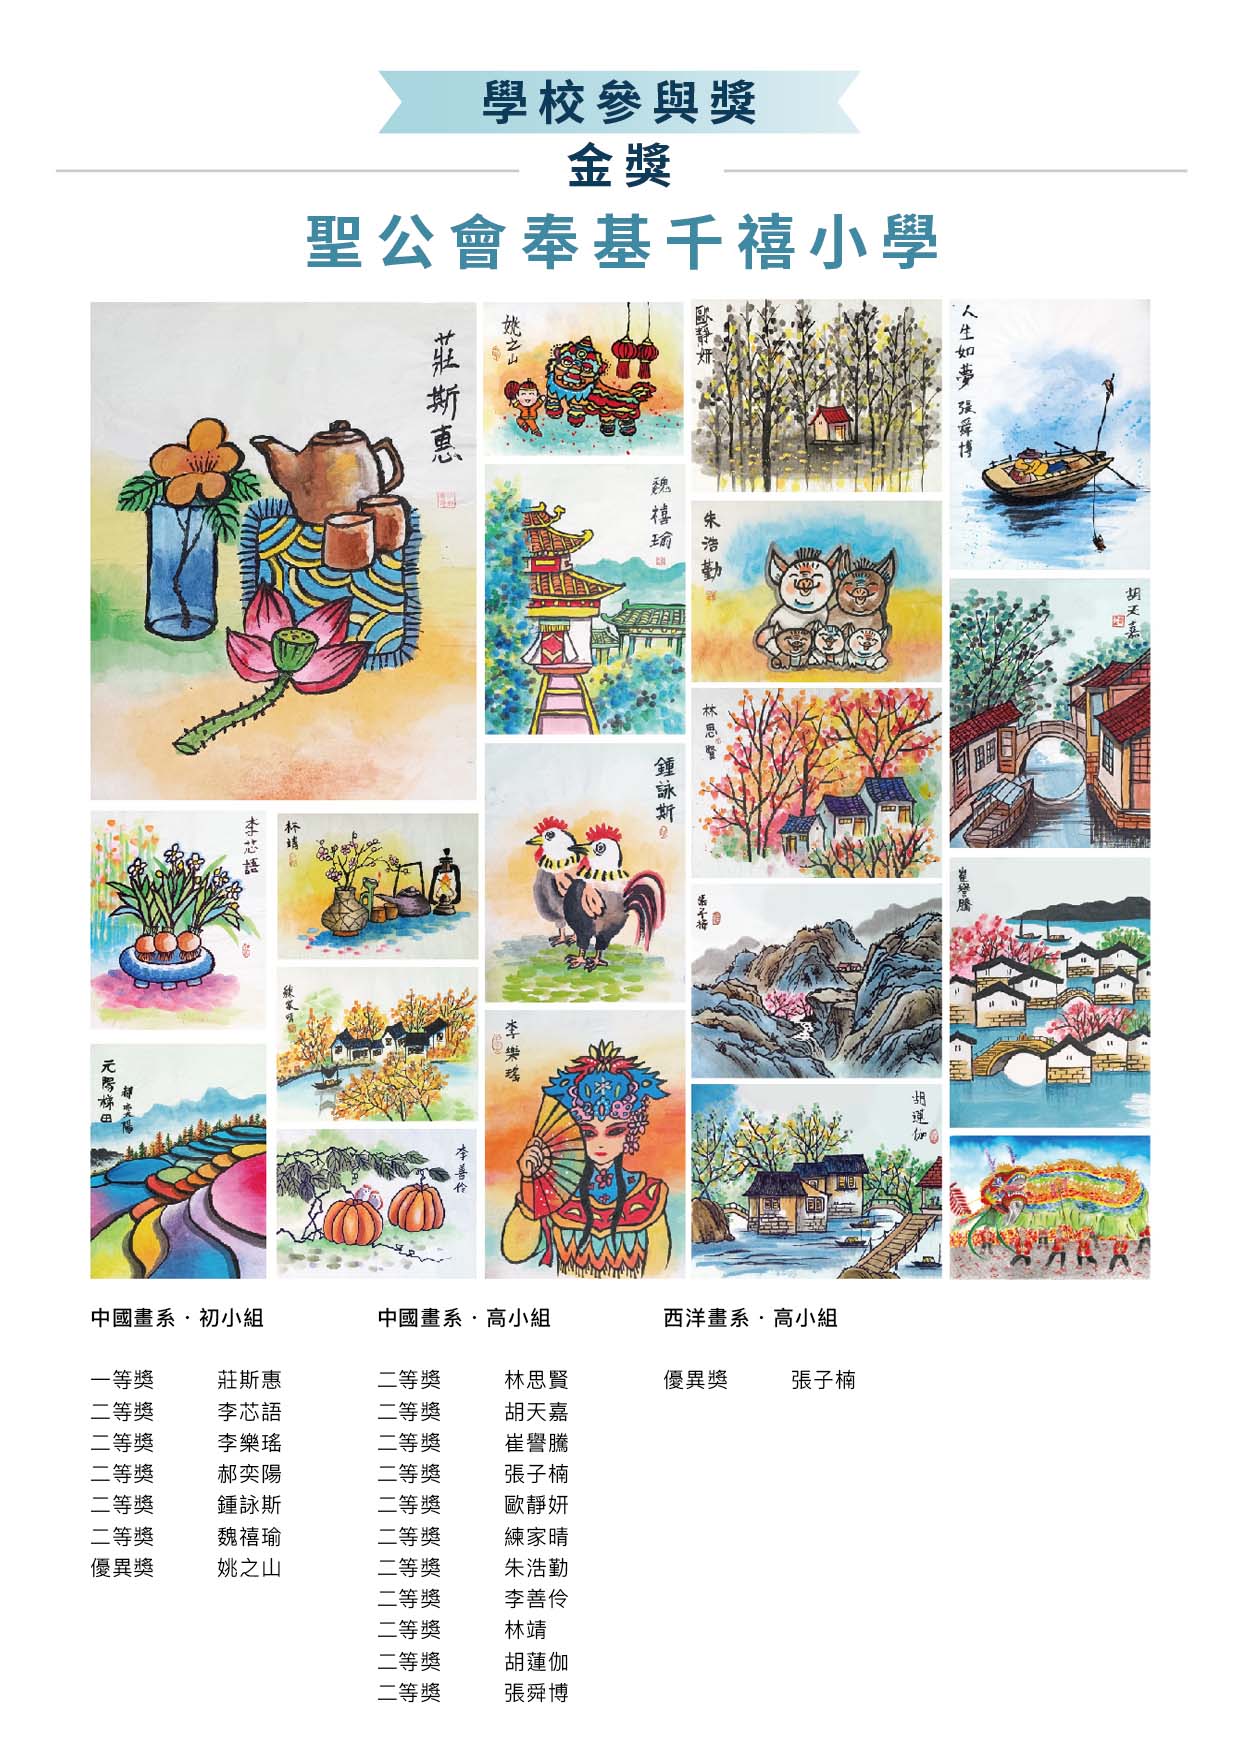 學校參與獎
金獎
聖公會奉基千禧小學
莊斯惠
姚之山
歐靜妍
人生如夢 張舜博
魏禧瑜
朱浩勤
胡天嘉
林思賢
鍾詠斯
李芯語
林靖
崔譽騰
練家晴
李樂瑤
元陽梯田
郝奕陽
胡蓮伽
李善伶
中國畫系・初小組
一等獎 莊斯惠
二等獎 李芯語
二等獎 李樂瑤
二等獎 郝奕陽
二等獎 鍾詠斯
二等獎 魏禧瑜
優異獎 姚之山
中國畫系・高小組
二等獎 林思賢
二等獎 胡天嘉
二等獎 崔譽騰
二等獎 張子楠
二等獎 歐靜妍
二等獎 練家晴
二等獎 朱浩勤
二等獎 李善伶
二等獎 林靖
二等獎 胡蓮伽
二等獎 張舜博
西洋畫系・高小組
優異獎 張子楠